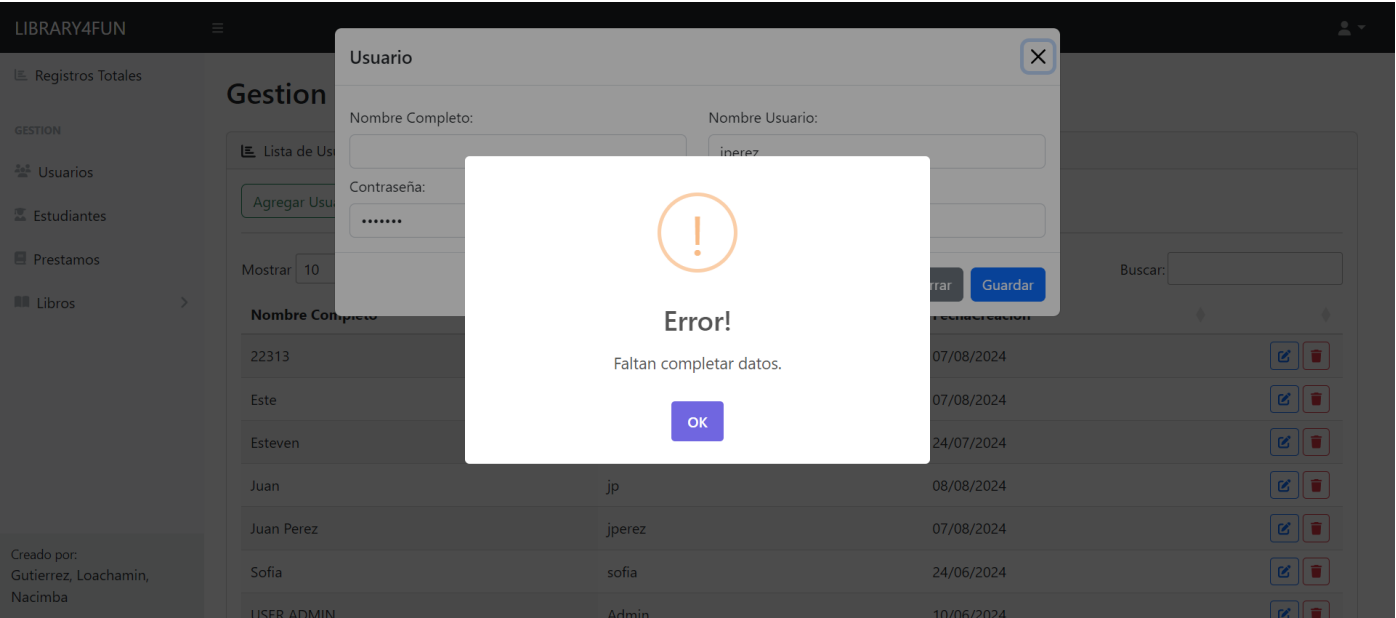 LIBRARY4FUN
Usuario
Registros Totales
Gestion
GESTION
Nombre Completo:
Nombre Usuario:
jperez
Lista de
Usuarios
Contraseña:
Agregar
Estudiantes
Prestamos
Mostrar 10
Buscar:
Libros
Guardar
!
Error!
Faltan completar datos.
OK
Nombre Completo
FechaCreacion
22313
07/08/2024
Este
07/08/2024
Esteven
24/07/2024
Juan
jp
08/08/2024
Juan Perez
jperez
07/08/2024
Sofia
sofia
24/06/2024
USER ADMIN
Admin
10/06/2024
Creado por:
Gutierrez, Loachamin,
Nacimba